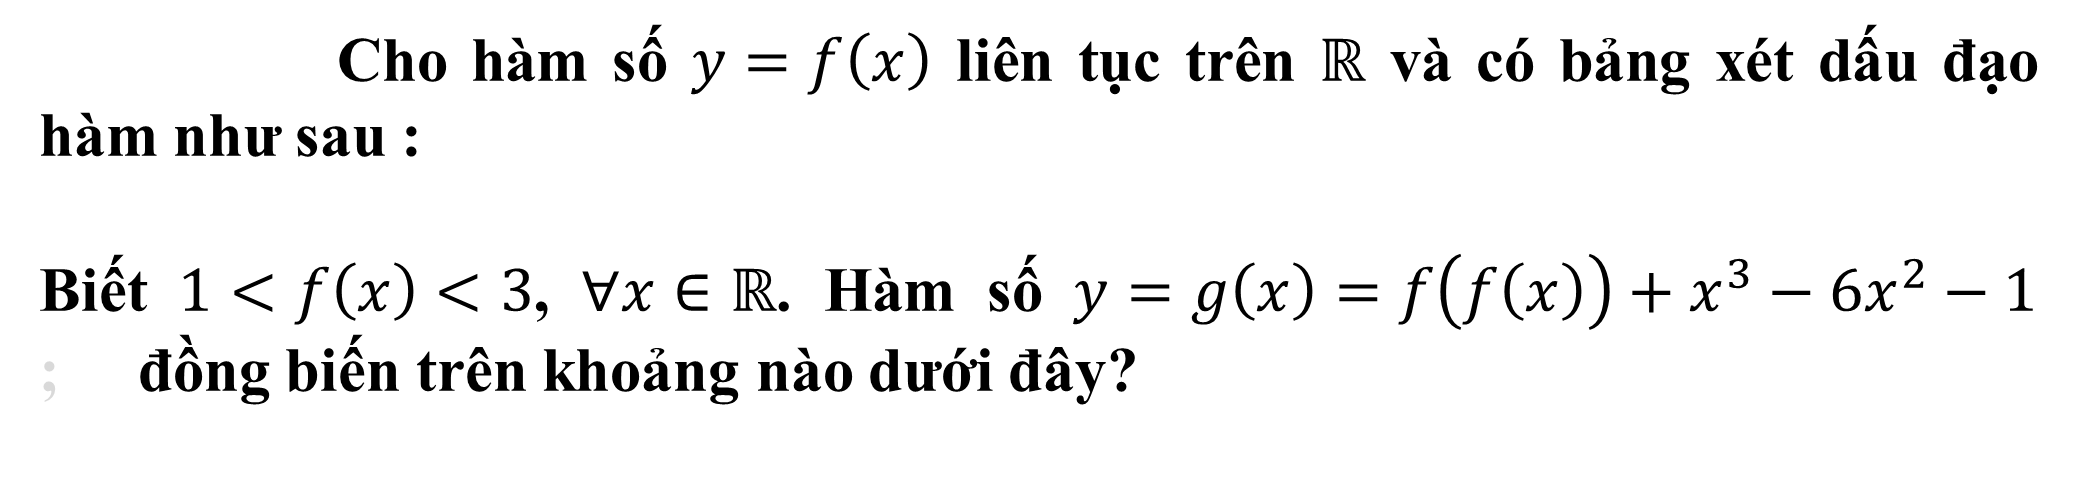 Cho hàm số y = f(x) liên tục trên ℝ và có bảng xét dấu đạo
hàm như sau :
Biết 1 < f(x) < 3, ∀x ∈ ℝ. Hàm số y = g(x) = f(f(x)) + x³ − 6x² − 1
; đồng biến trên khoảng nào dưới đây?